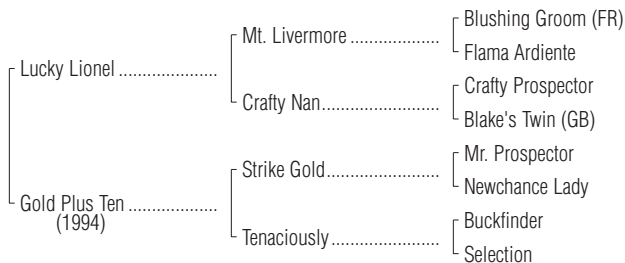 Blushing Groom (FR)
Mt. Livermore ....................
Flama Ardiente
Lucky Lionel ......................
Crafty Prospector
Crafty Nan..........................
Blake's Twin (GB)
Mr. Prospector
Strike Gold.........................
Newchance Lady
Gold Plus Ten ....................
(1994)
Buckfinder
Tenaciously........................
Selection